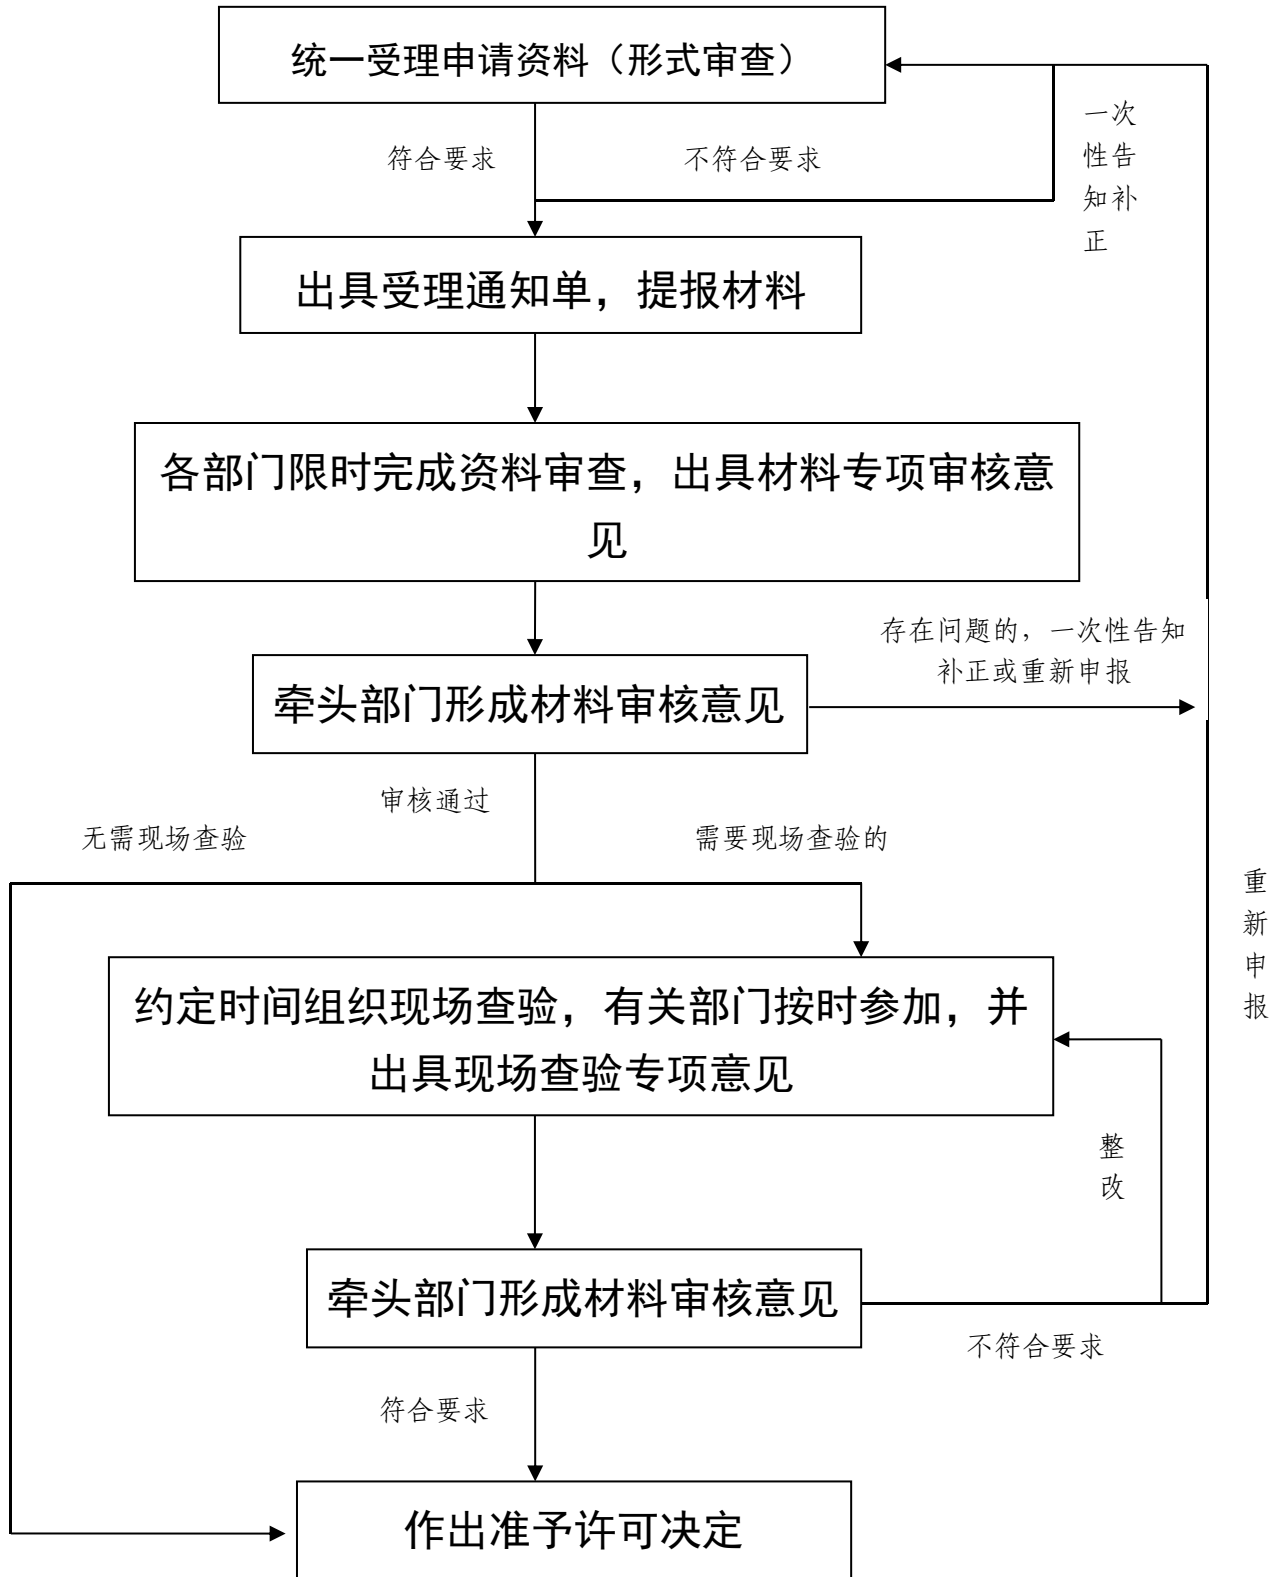 统一受理申请资料（形式审查）
符合要求
不符合要求
一次
性告
知补
正
出具受理通知单，提报材料
各部门限时完成资料审查，出具材料专项审核意
见
存在问题的，一次性告知
补正或重新申报
牵头部门形成材料审核意见
审核通过
无需现场查验
需要现场查验的
重
新
申
报
约定时间组织现场查验，有关部门按时参加，并
出具现场查验专项意见
整
改
牵头部门形成材料审核意见
不符合要求
符合要求
作出准予许可决定